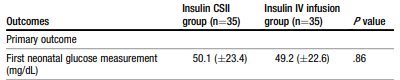 Outcomes Insulin CSII group (n=35) Insulin IV infusion group (n=35) P value
Primary outcome
First neonatal glucose measurement (mg/dL) 50.1 (±23.4) 49.2 (±22.6) .86